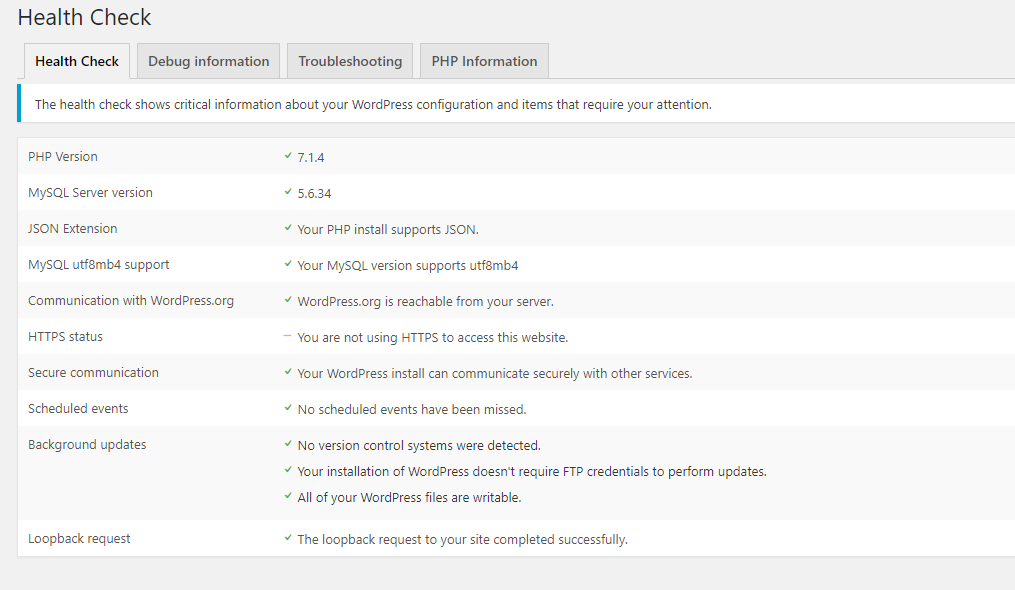 Health Check
Health Check Debug information Troubleshooting PHP Information
The health check shows critical information about your WordPress configuration and items that require your attention.
PHP Version 7.1.4
MySQL Server version 5.6.34
JSON Extension Your PHP install supports JSON.
MySQL utf8mb4 support Your MySQL version supports utf8mb4
Communication with WordPress.org WordPress.org is reachable from your server.
HTTPS status You are not using HTTPS to access this website.
Secure communication Your WordPress install can communicate securely with other services.
Scheduled events No scheduled events have been missed.
Background updates No version control systems were detected.
Your installation of WordPress doesn't require FTP credentials to perform updates.
All of your WordPress files are writable.
Loopback request The loopback request to your site completed successfully.